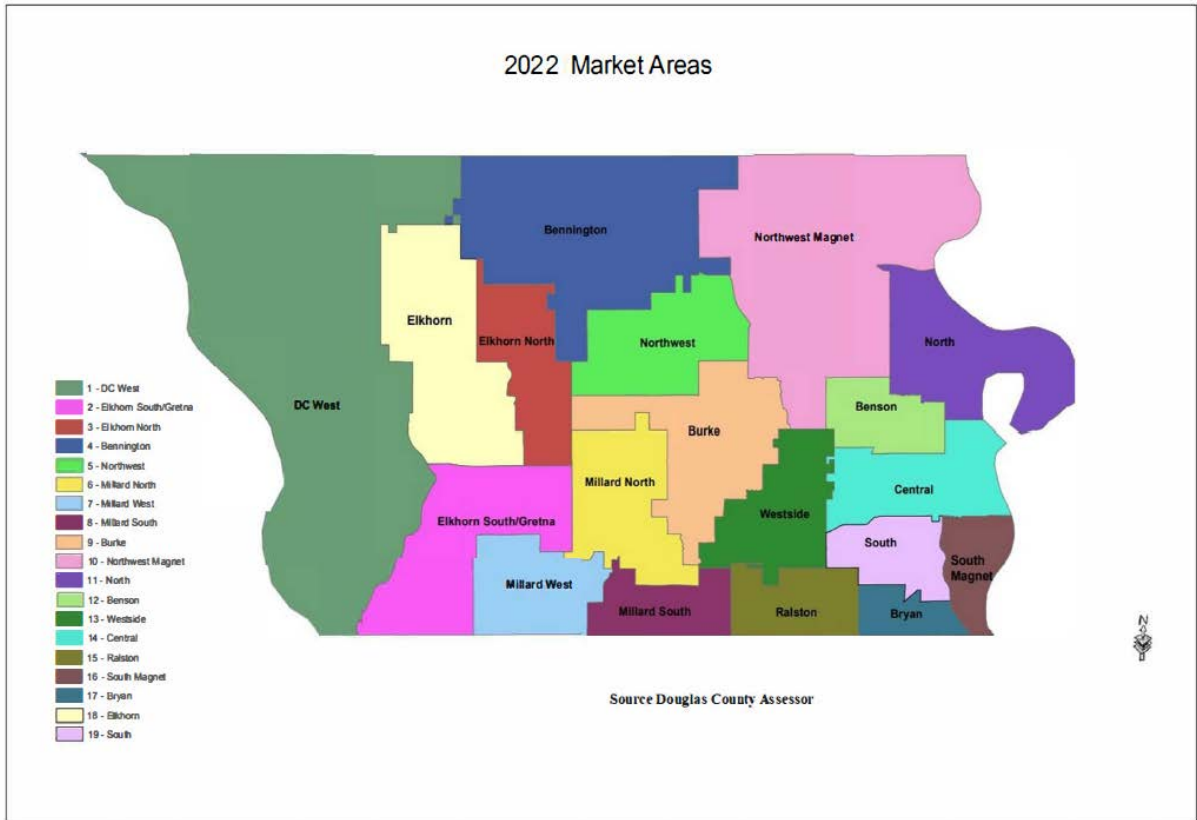 2022 Market Areas
Bennington
Northwest Magnet
Elkhorn
Elkhorn North
Northwest
North
DC West
Benson
Burke
Millard North
Central
Westside
Elkhorn South/Gretna
South
South
Magnet
Millard West
Millard South
Ralston
Bryan
1 - DC West
2 - Elkhorn South/Gretna
3 - Elkhorn North
4 - Bennington
5 - Northwest
6 - Millard North
7 - Millard West
8 - Millard South
9 - Burke
10 - Northwest Magnet
11 - North
12 - Benson
13 - Westside
14 - Central
15 - Ralston
16 - South Magnet
17 - Bryan
18 - Elkhorn
19 - South
N
Source Douglas County Assessor